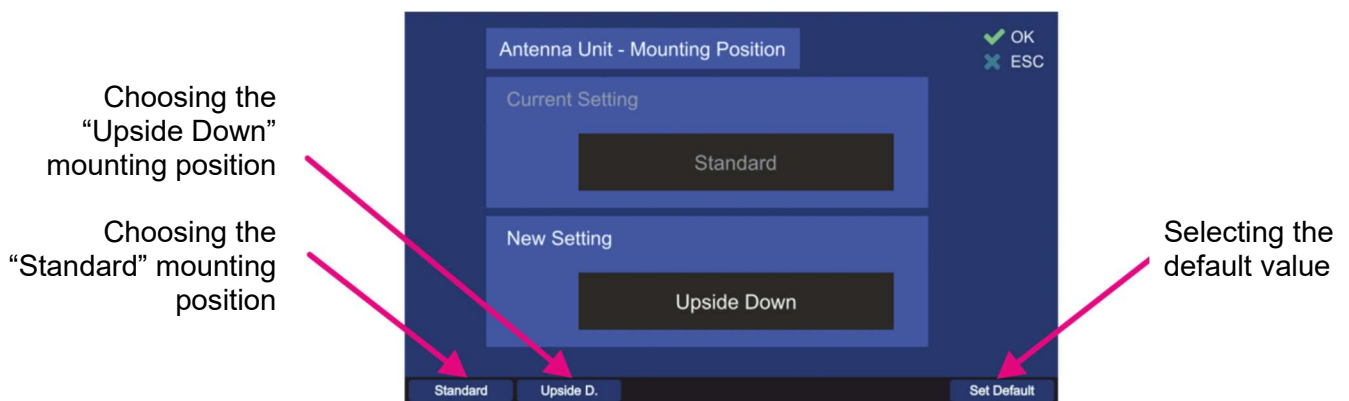 Choosing the
“Upside Down”
mounting position
Choosing the
“Standard” mounting
position
Antenna Unit - Mounting Position
OK
ESC
Current Setting
Standard
New Setting
Upside Down
Standard
Upside D.
Set Default
Selecting the
default value